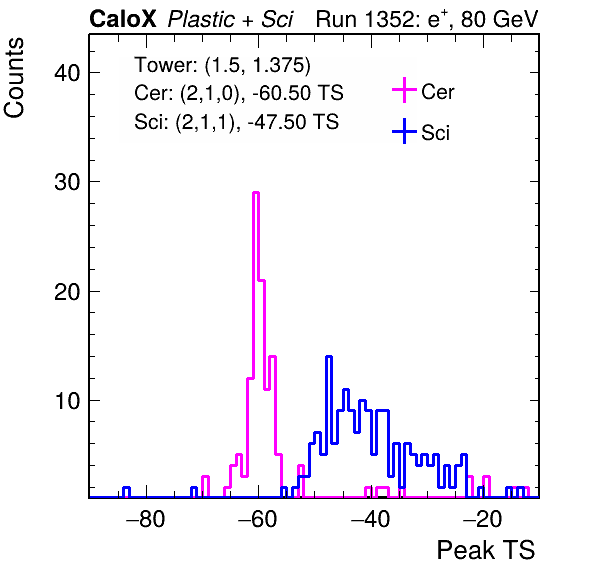 CaloX Plastic + Sci Run 1352: e⁺, 80 GeV
Counts
Tower: (1.5, 1.375)
Cer: (2,1,0), -60.50 TS
Sci: (2,1,1), -47.50 TS
Cer
Sci
40
30
20
10
−80 −60 −40 −20
Peak TS